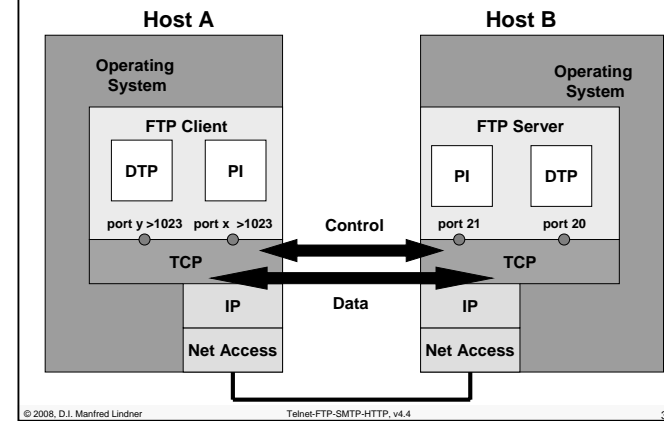 Host A
Host B
Operating
System
Operating
System
FTP Client
FTP Server
DTP
PI
PI
DTP
port y >1023
port x >1023
Control
port 21
port 20
TCP
TCP
IP
Data
IP
Net Access
Net Access
© 2008, D.I. Manfred Lindner
Telnet-FTP-SMTP-HTTP, v4.4